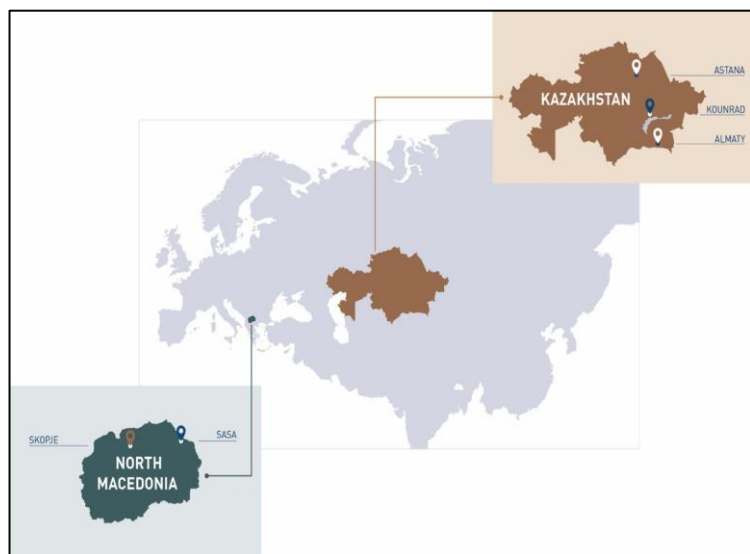 ASTANA
KAZAKHSTAN
KOUNRAD
ALMATY
SKOPJE
SASA
NORTH
MACEDONIA